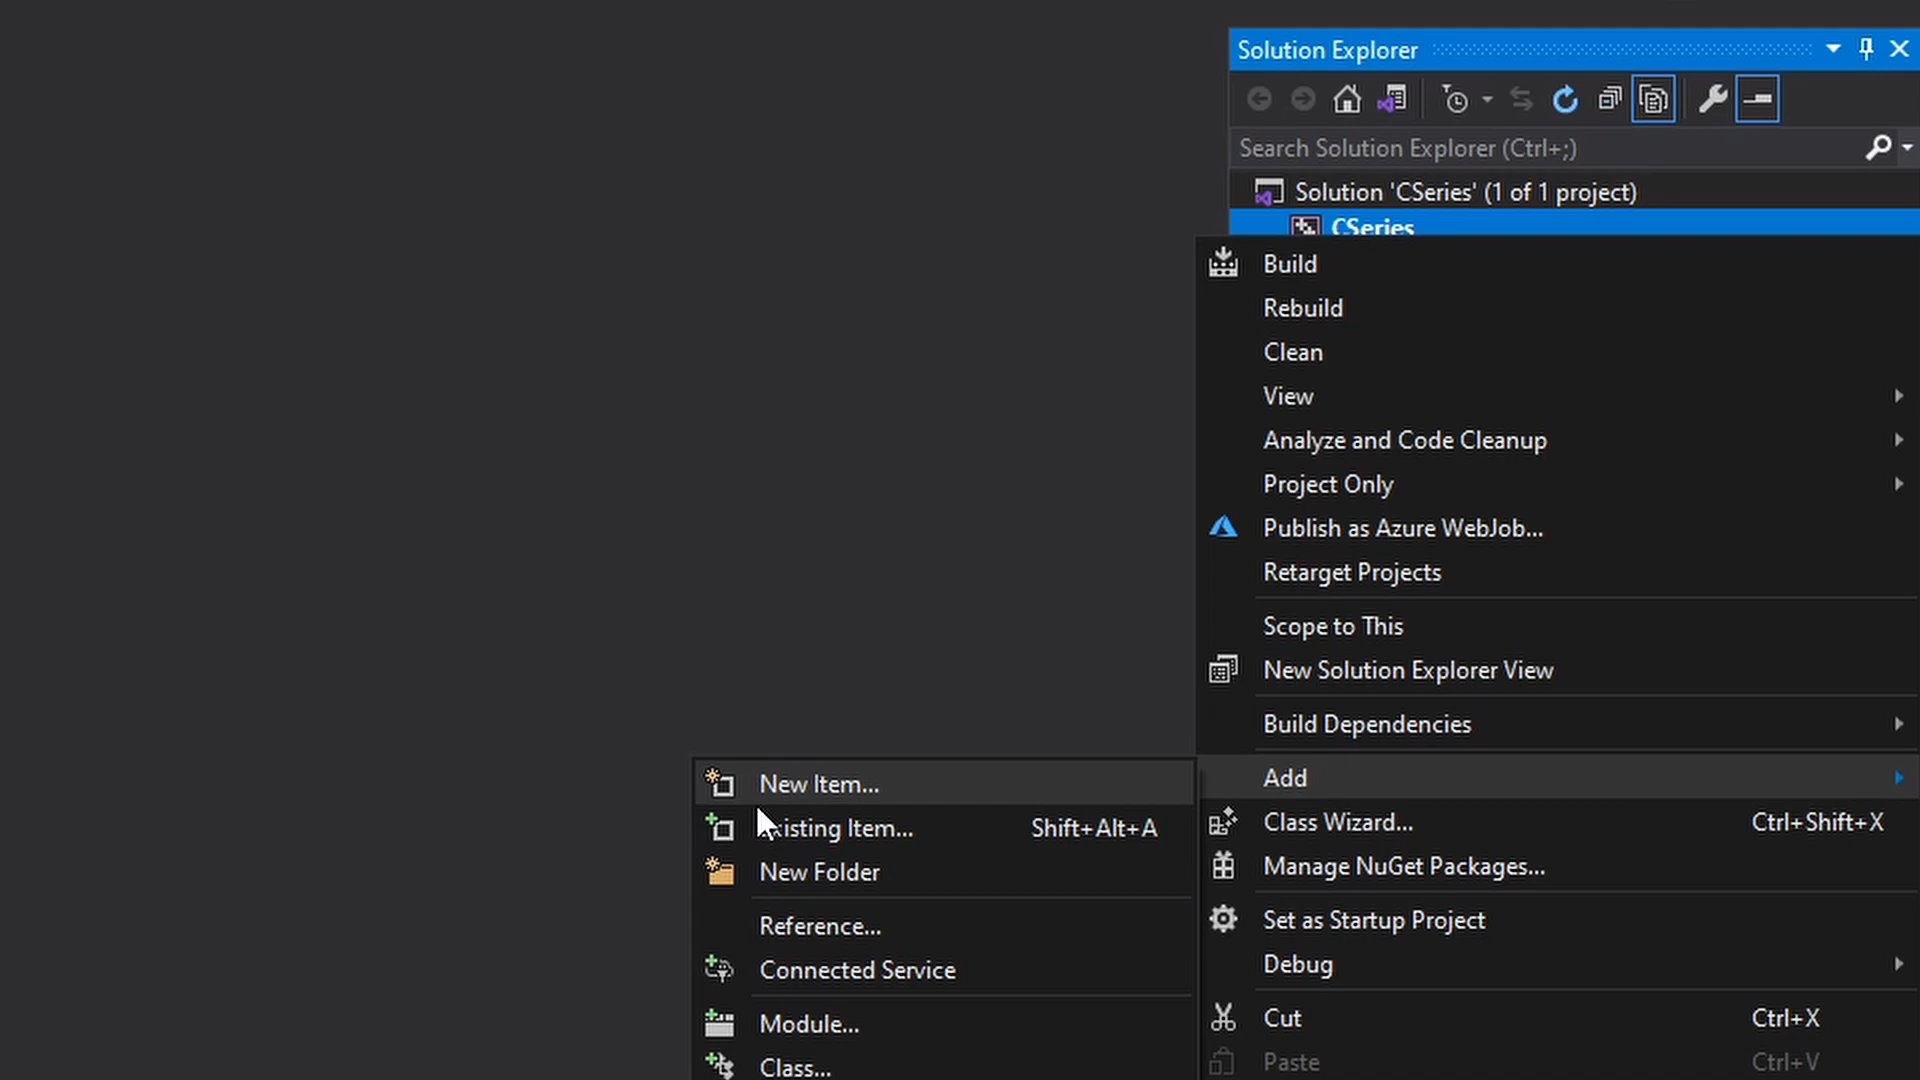 Solution Explorer
Search Solution Explorer (Ctrl+;)
Solution 'CSeries' (1 of 1 project)
CSeries
Build
Rebuild
Clean
View
Analyze and Code Cleanup
Project Only
Publish as Azure WebJob...
Retarget Projects
Scope to This
New Solution Explorer View
Build Dependencies
Add
Class Wizard... Ctrl+Shift+X
Manage NuGet Packages...
Set as Startup Project
Debug
Cut Ctrl+X
Paste Ctrl+V
New Item...
xisting Item... Shift+Alt+A
New Folder
Reference...
Connected Service
Module...
Class...